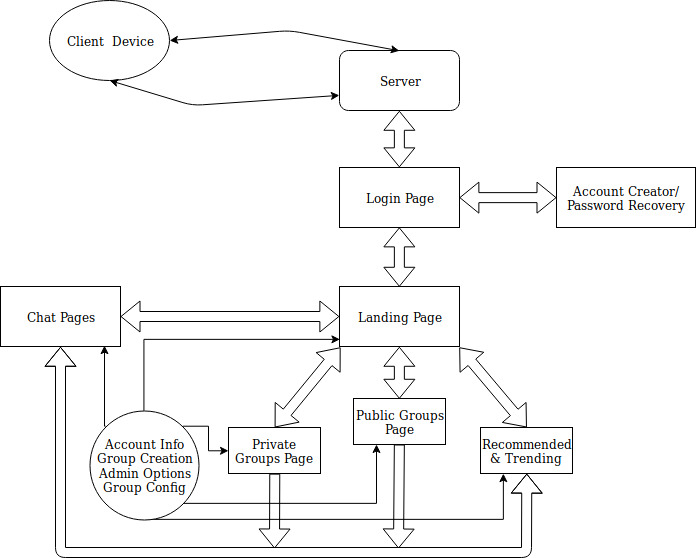 Client  Device
Server
Login Page
Account Creator/
Password Recovery
Chat Pages
Landing Page
Public Groups
Page
Account Info
Group Creation
Admin Options
Group Config
Private
Groups Page
Recommended
& Trending